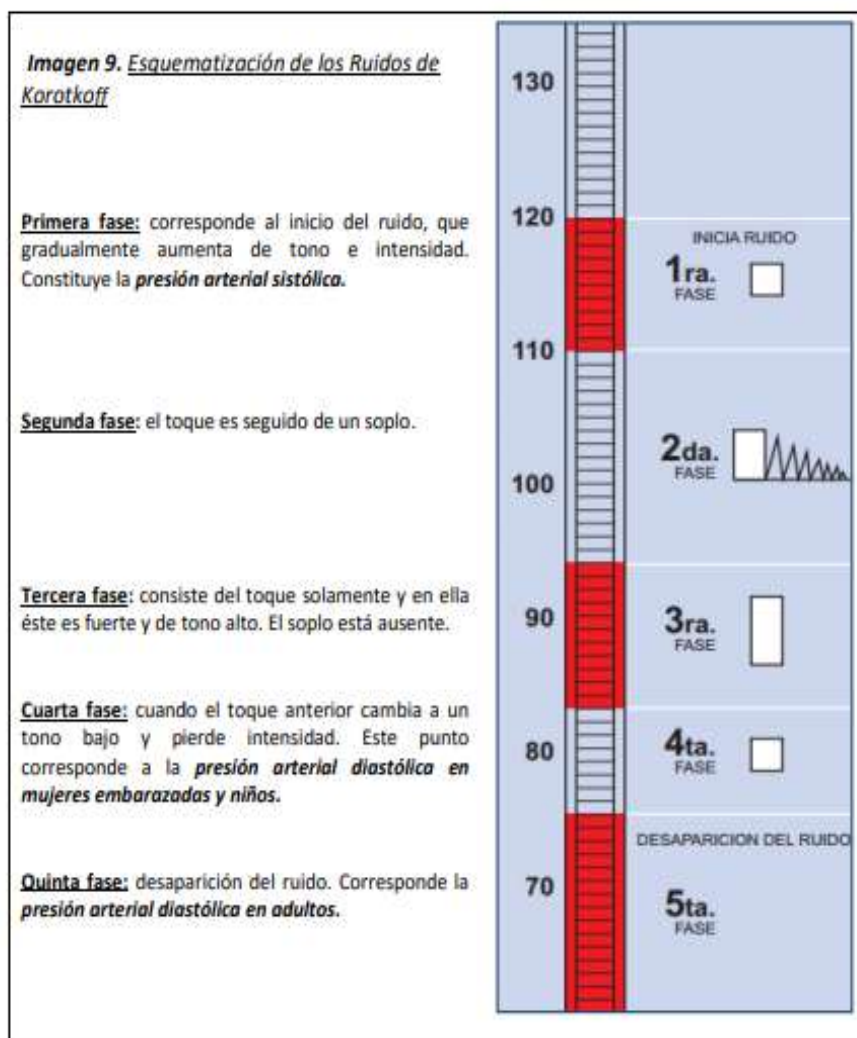 Imagen 9. Esquematización de los Ruidos de
Korotkoff
Primera fase: corresponde al inicio del ruido, que
gradualmente aumenta de tono e intensidad.
Constituye la presión arterial sistólica.
Segunda fase: el toque es seguido de un soplo.
Tercera fase: consiste del toque solamente y en ella
éste es fuerte y de tono alto. El soplo está ausente.
Cuarta fase: cuando el toque anterior cambia a un
tono bajo y pierde intensidad. Este punto
corresponde a la presión arterial diastólica en
mujeres embarazadas y niños.
Quinta fase: desaparición del ruido. Corresponde la
presión arterial diastólica en adultos.
130
120
INICIA RUIDO
1ra.
FASE
110
2da.
FASE
100
90
3ra.
FASE
80
4ta.
FASE
DESAPARICION DEL RUIDO
70
5ta.
FASE